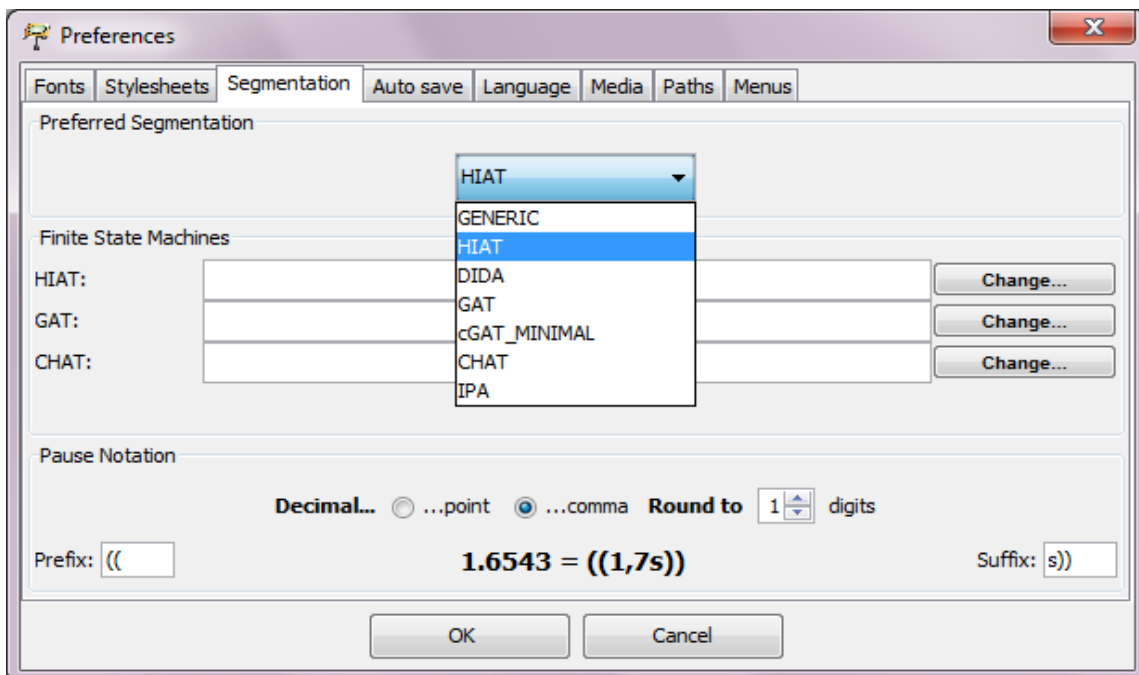 Preferences
X
Fonts Stylesheets Segmentation Auto save Language Media Paths Menus
Preferred Segmentation
HIAT
GENERIC
HIAT
DIDA
GAT
cGAT_MINIMAL
CHAT
IPA
Finite State Machines
HIAT: Change...
GAT: Change...
CHAT: Change...
Pause Notation
Decimal... ...point ...comma Round to 1 digits
Prefix: (( 1.6543 = ((1,7s)) Suffix: s))
OK Cancel